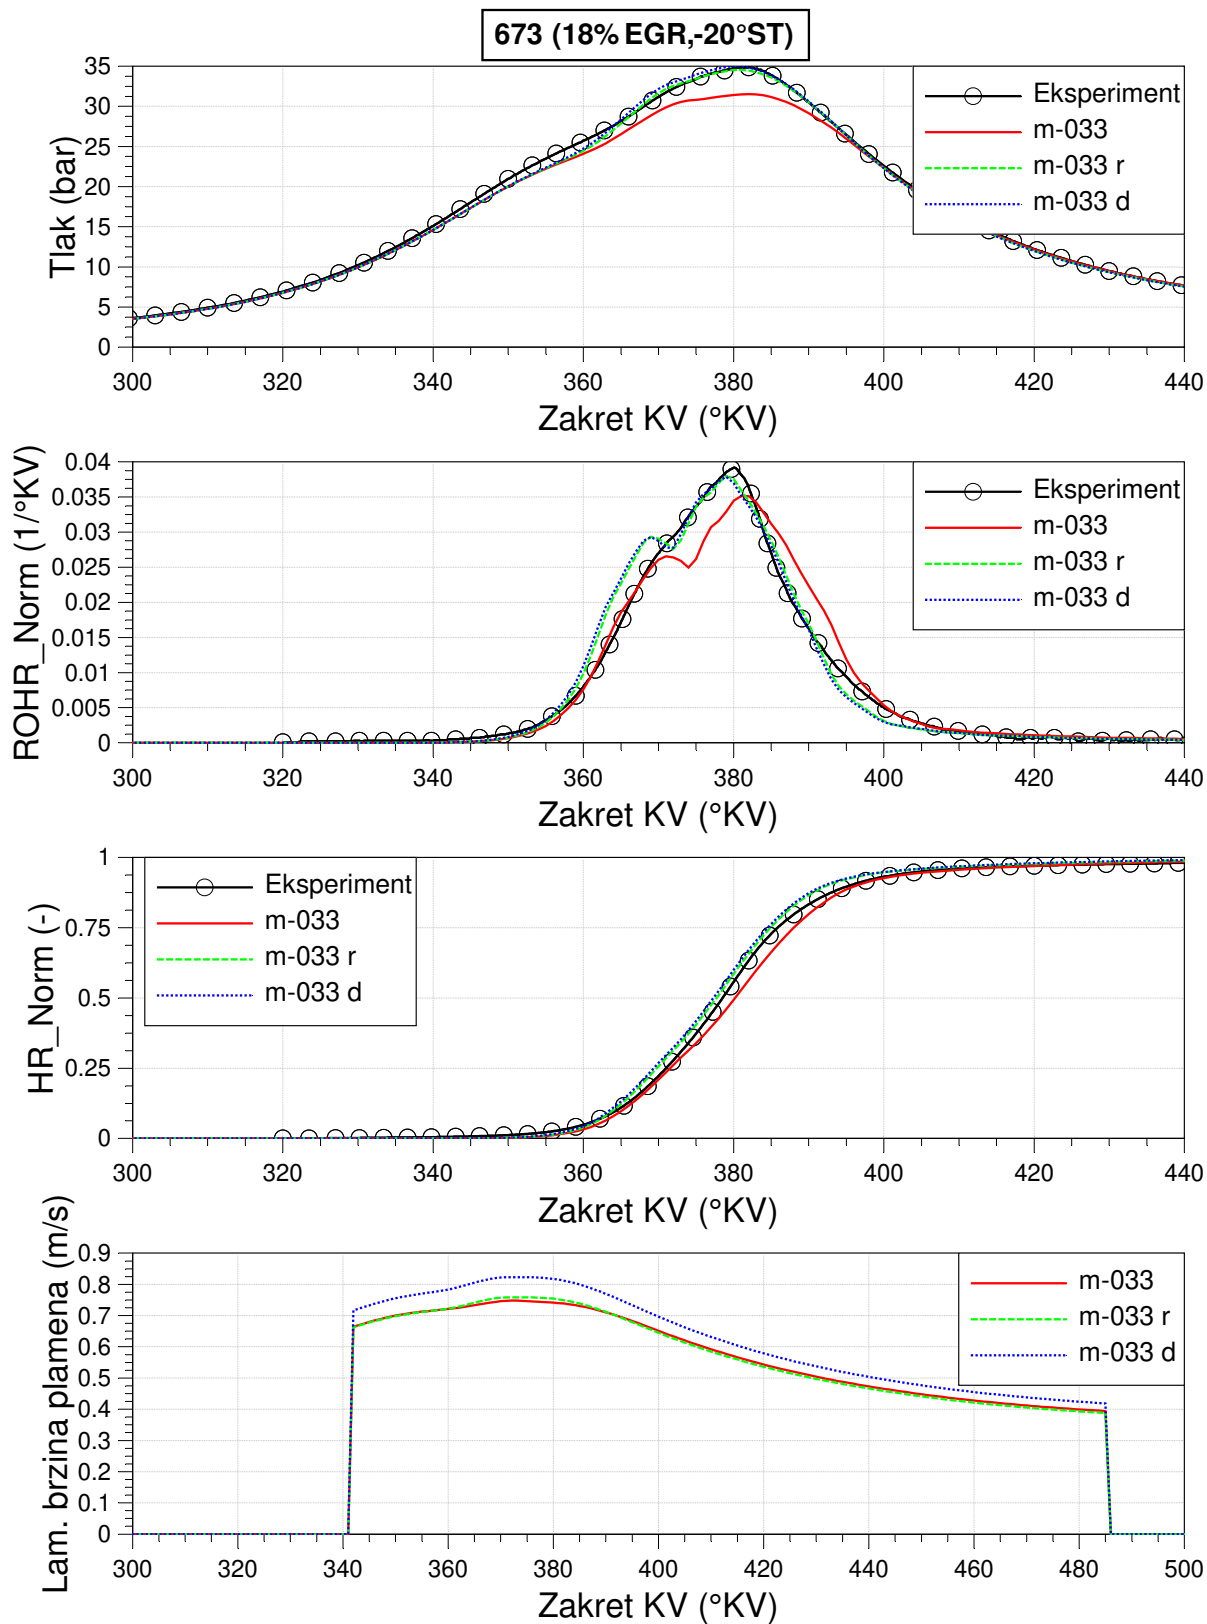 673 (18% EGR,-20°ST)
35
30
25
20
15
10
5
0
Tlak (bar)
Eksperiment
m-033
m-033 r
m-033 d
300 320 340 360 380 400 420 440
Zakret KV (°KV)
0.04
0.035
0.03
0.025
0.02
0.015
0.01
0.005
0
ROHR_Norm (1/°KV)
Eksperiment
m-033
m-033 r
m-033 d
300 320 340 360 380 400 420 440
Zakret KV (°KV)
1
0.75
0.5
0.25
0
HR_Norm (-)
Eksperiment
m-033
m-033 r
m-033 d
300 320 340 360 380 400 420 440
Zakret KV (°KV)
0.9
0.8
0.7
0.6
0.5
0.4
0.3
0.2
0.1
0
Lam. brzina plamena (m/s)
m-033
m-033 r
m-033 d
300 320 340 360 380 400 420 440 460 480 500
Zakret KV (°KV)